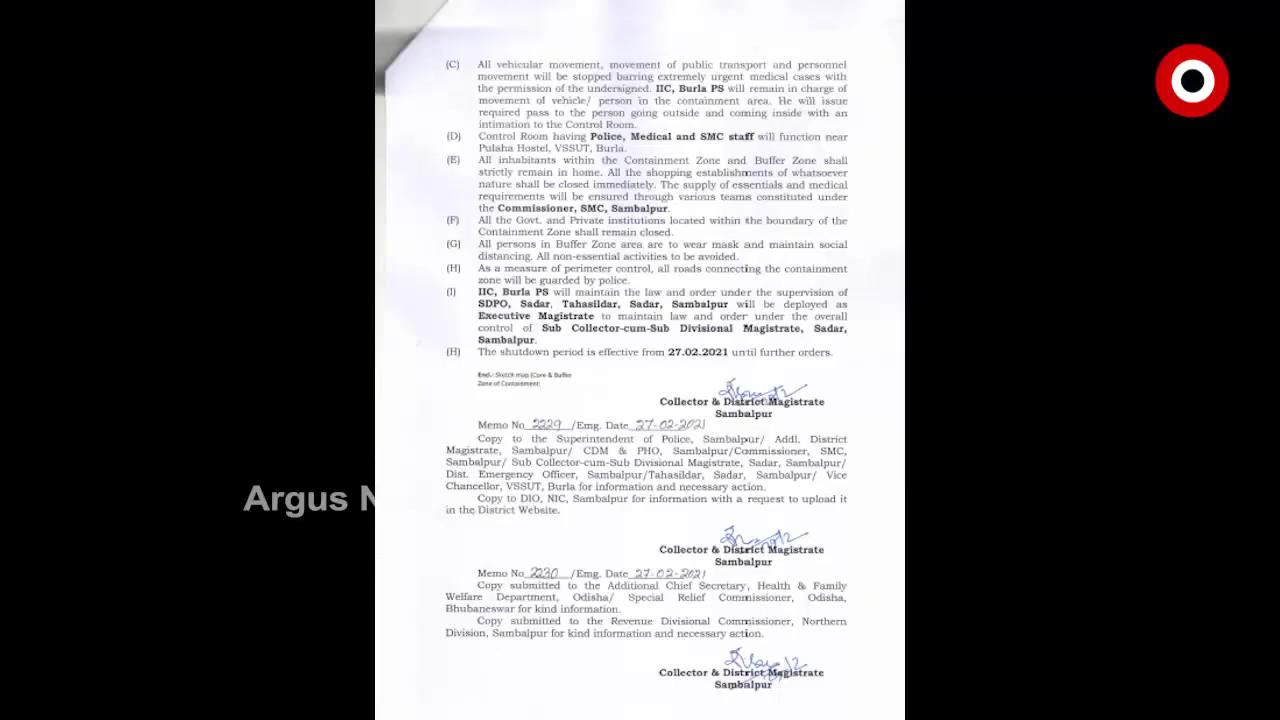 (C) All vehicular movement, movement of public transport and personnel
movement will be stopped barring extremely urgent medical cases with
the permission of the undersigned. IIC, Burla PS will remain in charge of
movement of vehicle/ person in the containment area. He will issue
required pass to the person going outside and coming inside with an
intimation to the Control Room.
(D) Control Room having Police, Medical and SMC staff will function near
Pulaha Hostel, VSSUT, Burla.
(E) All inhabitants within the Containment Zone and Buffer Zone shall
strictly remain in home. All the shopping establishments of whatsoever
nature shall be closed immediately. The supply of essentials and medical
requirements will be ensured through various teams constituted under
the Commissioner, SMC, Sambalpur.
(F) All the Govt. and Private institutions located within the boundary of the
Containment Zone shall remain closed.
(G) All persons in Buffer Zone area are to wear mask and maintain social
distancing. All non-essential activities to be avoided.
(H) As a measure of perimeter control, all roads connecting the containment
zone will be guarded by police.
(I) IIC, Burla PS will maintain the law and order under the supervision of
SDPO, Sadar, Tahasildar, Sadar, Sambalpur will be deployed as
Executive Magistrate to maintain law and order under the overall
control of Sub Collector-cum-Sub Divisional Magistrate, Sadar,
Sambalpur.
(H) The shutdown period is effective from 27.02.2021 until further orders.
Encl.: Sketch map (Core & Buffer
Zone of Containment;
Collector & District Magistrate
Sambalpur
Memo No 2229 /Emg. Date 27-02-2021
Copy to the Superintendent of Police, Sambalpur/ Addl. District
Magistrate, Sambalpur/ CDM & PHO, Sambalpur/Commissioner, SMC,
Sambalpur/ Sub Collector-cum-Sub Divisional Magistrate, Sadar, Sambalpur/
Dist. Emergency Officer, Sambalpur/Tahasildar, Sadar, Sambalpur/ Vice
Chancellor, VSSUT, Burla for information and necessary action.
Argus N
Copy to DIO, NIC, Sambalpur for information with a request to upload it
in the District Website.
Collector & District Magistrate
Sambalpur
Memo No 2230 /Emg. Date 27-02-2021
Copy submitted to the Additional Chief Secretary, Health & Family
Welfare Department, Odisha/ Special Relief Commissioner, Odisha,
Bhubaneswar for kind information.
Copy submitted to the Revenue Divisional Commissioner, Northern
Division, Sambalpur for kind information and necessary action.
Collector & District Magistrate
Sambalpur